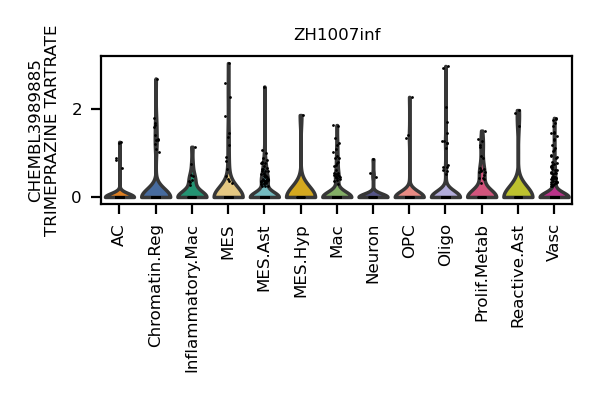 ZH1007inf
CHEMBL3989885
TRIMEPRAZINE TARTRATE
2
0
AC
Chromatin.Reg
Inflammatory.Mac
MES
MES.Ast
MES.Hyp
Mac
Neuron
OPC
Oligo
Prolif.Metab
Reactive.Ast
Vasc